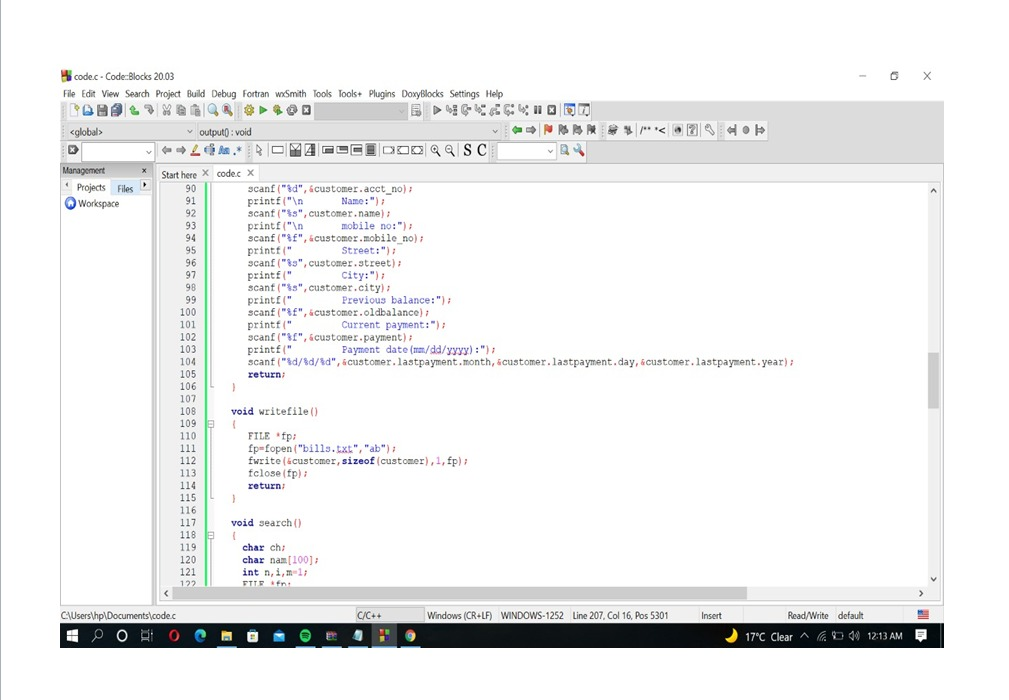 code.c - Code::Blocks 20.03
File Edit View Search Project Build Debug Fortran wxSmith Tools Tools+ Plugins DoxyBlocks Settings Help
<global> output() : void
Management
Start here code.c
Projects Files
Workspace
90 scanf("%d",&customer.acct_no);
91 printf("\n Name:");
92 scanf("%s",customer.name);
93 printf("\n mobile no:");
94 scanf("%f",&customer.mobile_no);
95 printf(" Street:");
96 scanf("%s",customer.street);
97 printf(" City:");
98 scanf("%s",customer.city);
99 printf(" Previous balance:");
100 scanf("%f",&customer.oldbalance);
101 printf(" Current payment:");
102 scanf("%f",&customer.payment);
103 printf(" Payment date(mm/dd/yyyy):");
104 scanf("%d/%d/%d",&customer.lastpayment.month,&customer.lastpayment.day,&customer.lastpayment.year);
105 return;
106 }
107
108 void writefile()
109 {
110 FILE *fp;
111 fp=fopen("bills.txt","ab");
112 fwrite(&customer,sizeof(customer),1,fp);
113 fclose(fp);
114 return;
115 }
116
117 void search()
118 {
119 char ch;
120 char nam[100];
121 int n,i,m=1;
122 FILE *fp;
C:\Users\hp\Documents\code.c C/C++ Windows (CR+LF) WINDOWS-1252 Line 207, Col 16, Pos 5301 Insert Read/Write default
17°C Clear 12:13 AM